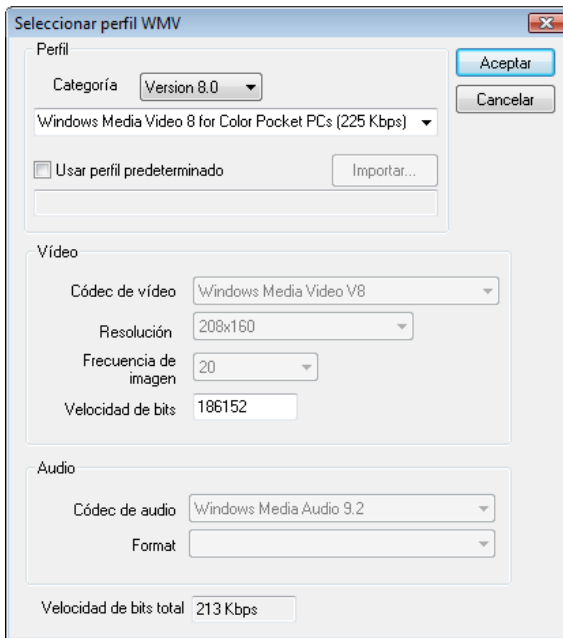 Seleccionar perfil WMV
Perfil
Aceptar
Categoría Version 8.0
Cancelar
Windows Media Video 8 for Color Pocket PCs (225 Kbps)
Usar perfil predeterminado Importar...
Vídeo
Códec de vídeo Windows Media Video V8
Resolución 208x160
Frecuencia de
imagen 20
Velocidad de bits 186152
Audio
Códec de audio Windows Media Audio 9.2
Format
Velocidad de bits total 213 Kbps